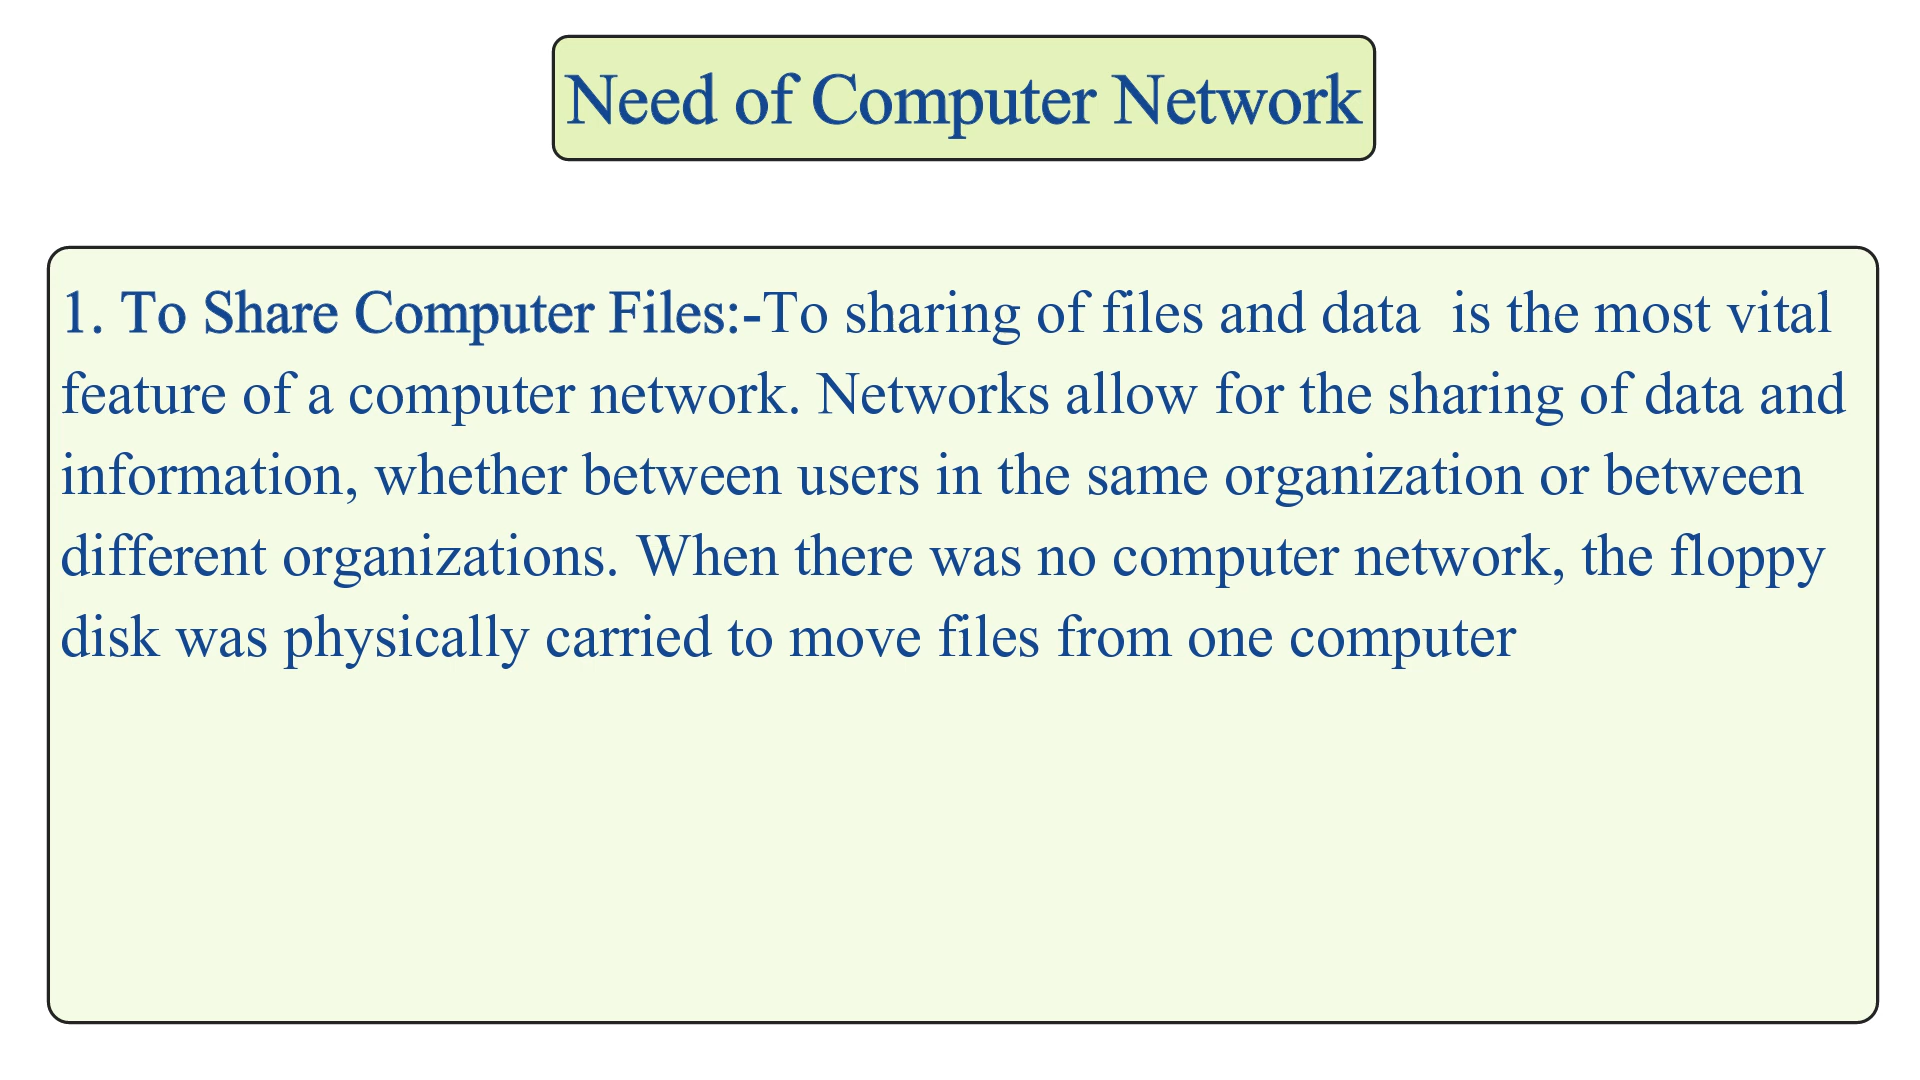 Need of Computer Network
1. To Share Computer Files:-To sharing of files and data  is the most vital
feature of a computer network. Networks allow for the sharing of data and
information, whether between users in the same organization or between
different organizations. When there was no computer network, the floppy
disk was physically carried to move files from one computer